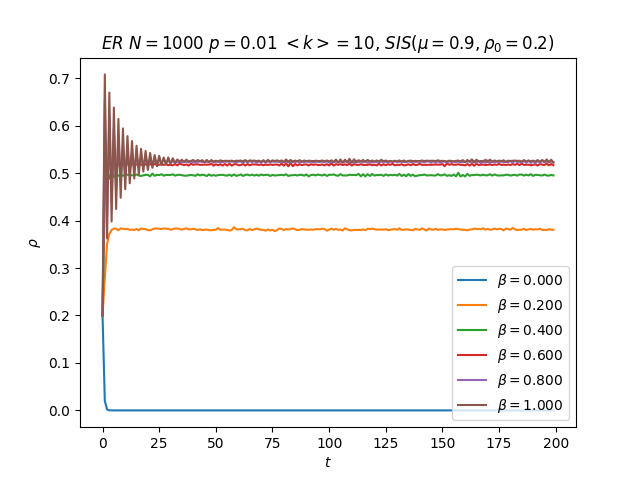 ER N = 1000 p = 0.01 < k >= 10, SIS(μ = 0.9, ρ₀ = 0.2)
0.7
0.6
0.5
0.4
0.3
0.2
0.1
0.0
ρ
β = 0.000
β = 0.200
β = 0.400
β = 0.600
β = 0.800
β = 1.000
0 25 50 75 100 125 150 175 200
t